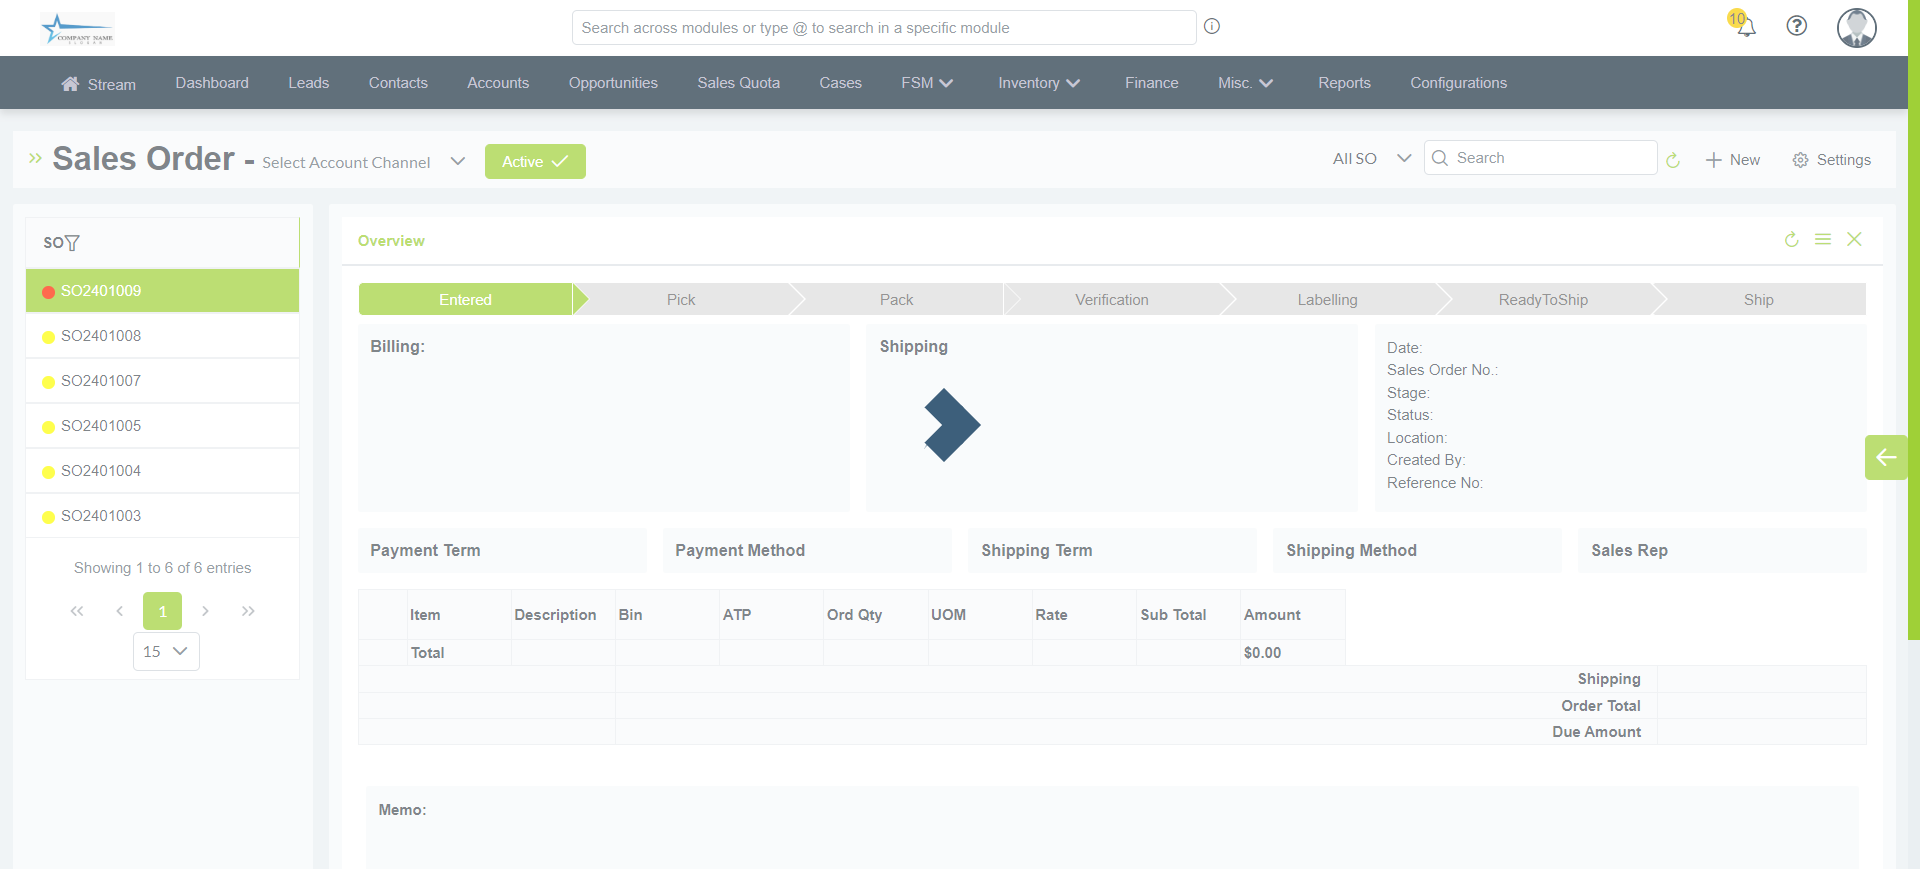 COMPANY NAME
Search across modules or type @ to search in a specific module
10
Stream Dashboard Leads Contacts Accounts Opportunities Sales Quota Cases FSM Inventory Finance Misc. Reports Configurations
Sales Order - Select Account Channel Active All SO Search New Settings
SO
SO2401009
SO2401008
SO2401007
SO2401005
SO2401004
SO2401003
Showing 1 to 6 of 6 entries
1
15
Overview
Entered Pick Pack Verification Labelling ReadyToShip Ship
Billing:
Shipping
Date:
Sales Order No.:
Stage:
Status:
Location:
Created By:
Reference No:
Payment Term Payment Method Shipping Term Shipping Method Sales Rep
Item Description Bin ATP Ord Qty UOM Rate Sub Total Amount
Total $0.00
Shipping
Order Total
Due Amount
Memo: